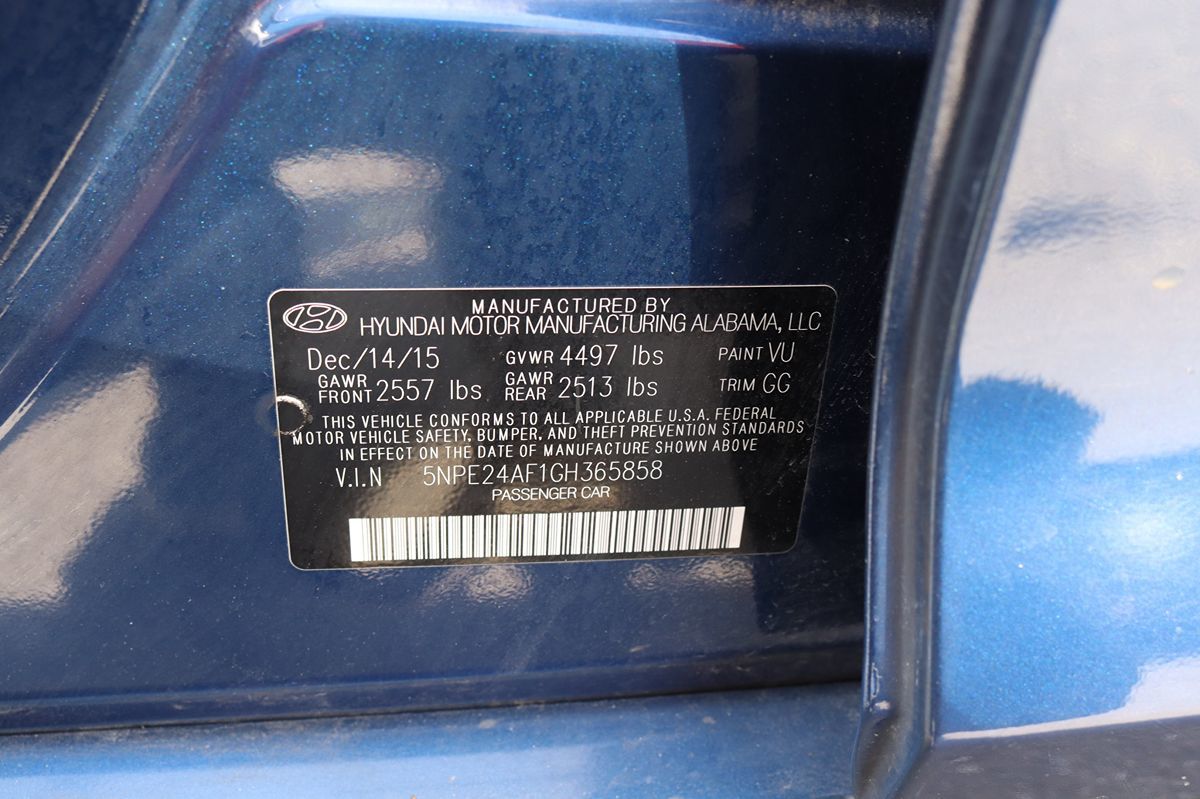 MANUFACTURED BY
HYUNDAI MOTOR MANUFACTURING ALABAMA, LLC
Dec/14/15 GVWR 4497 lbs PAINT VU
GAWR FRONT 2557 lbs GAWR REAR 2513 lbs TRIM GG
THIS VEHICLE CONFORMS TO ALL APPLICABLE U.S.A. FEDERAL
MOTOR VEHICLE SAFETY, BUMPER, AND THEFT PREVENTION STANDARDS
IN EFFECT ON THE DATE OF MANUFACTURE SHOWN ABOVE
V.I.N 5NPE24AF1GH365858
PASSENGER CAR